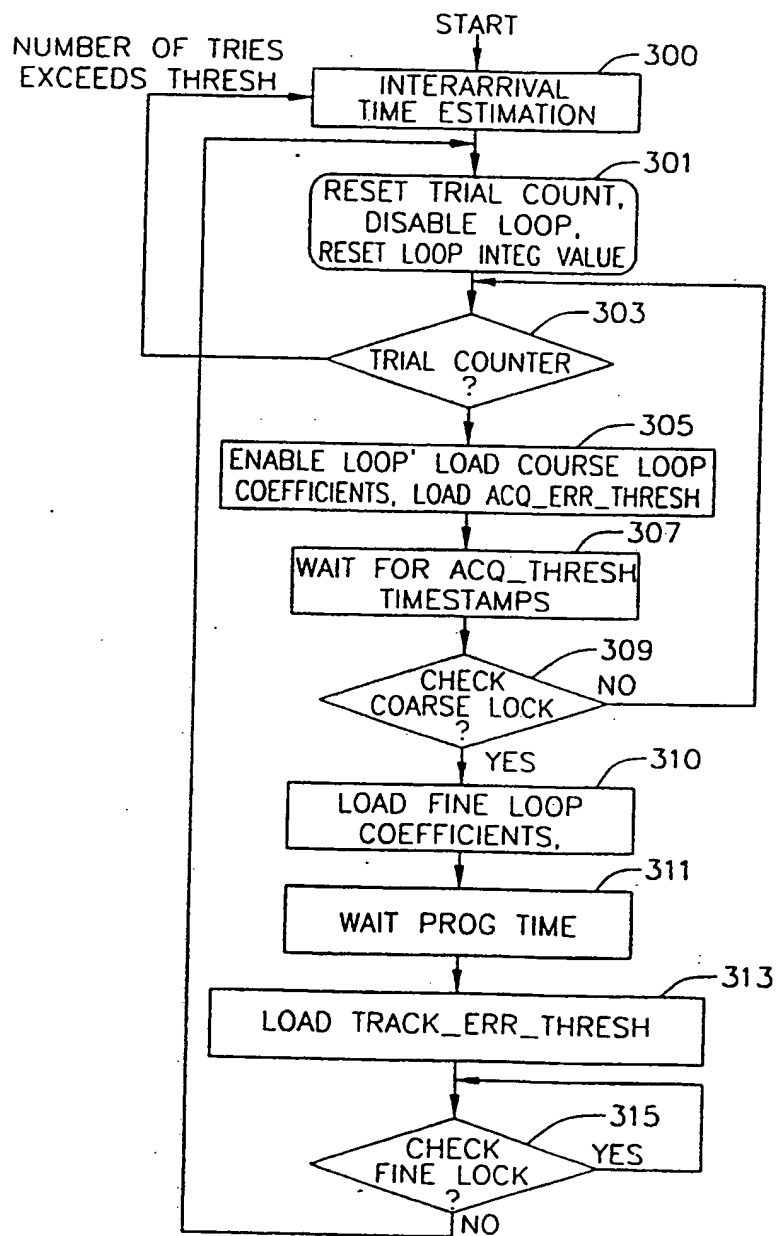 START
NUMBER OF TRIES
EXCEEDS THRESH
300
INTERARRIVAL
TIME ESTIMATION
301
RESET TRIAL COUNT,
DISABLE LOOP,
RESET LOOP INTEG VALUE
303
TRIAL COUNTER
?
305
ENABLE LOOP' LOAD COURSE LOOP
COEFFICIENTS, LOAD ACQ_ERR_THRESH
307
WAIT FOR ACQ_THRESH
TIMESTAMPS
309
CHECK
COARSE LOCK
?
NO
YES
310
LOAD FINE LOOP
COEFFICIENTS,
311
WAIT PROG TIME
313
LOAD TRACK_ERR_THRESH
315
CHECK
FINE LOCK
?
YES
NO